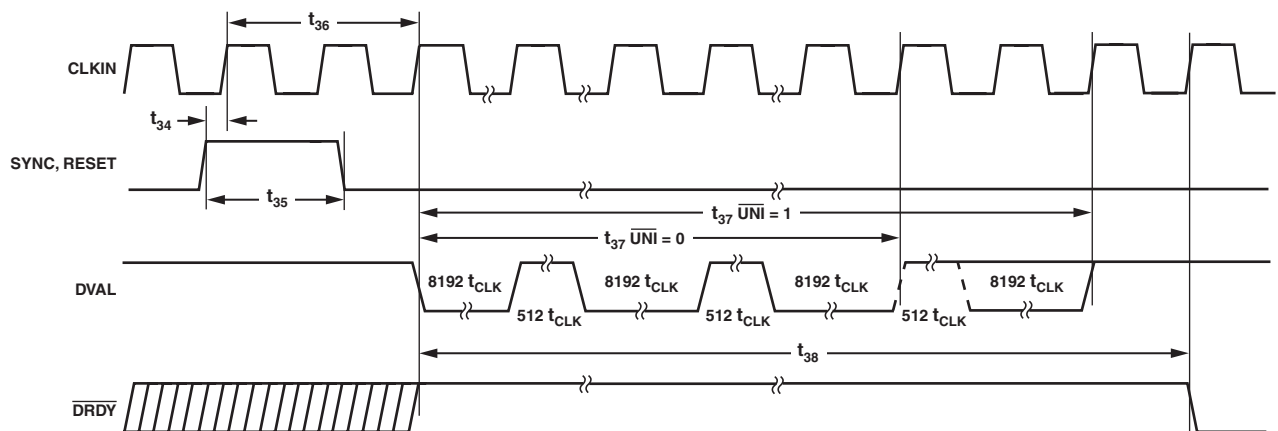 t36
CLKIN
t34
SYNC, RESET
t35
t37 UNI = 1
t37 UNI = 0
DVAL
8192 tCLK
8192 tCLK
8192 tCLK
8192 tCLK
512 tCLK
512 tCLK
512 tCLK
t38
DRDY